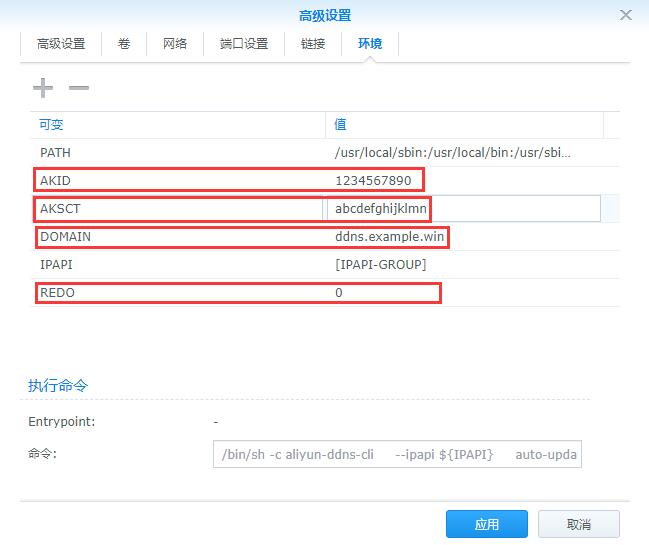 高级设置
高级设置 卷 网络 端口设置 链接 环境
可变 值
PATH /usr/local/sbin:/usr/local/bin:/usr/sbi...
AKID 1234567890
AKSCT abcdefghijklmn
DOMAIN ddns.example.win
IPAPI [IPAPI-GROUP]
REDO 0
执行命令
Entrypoint: -
命令: /bin/sh -c aliyun-ddns-cli --ipapi ${IPAPI} auto-upda
应用 取消